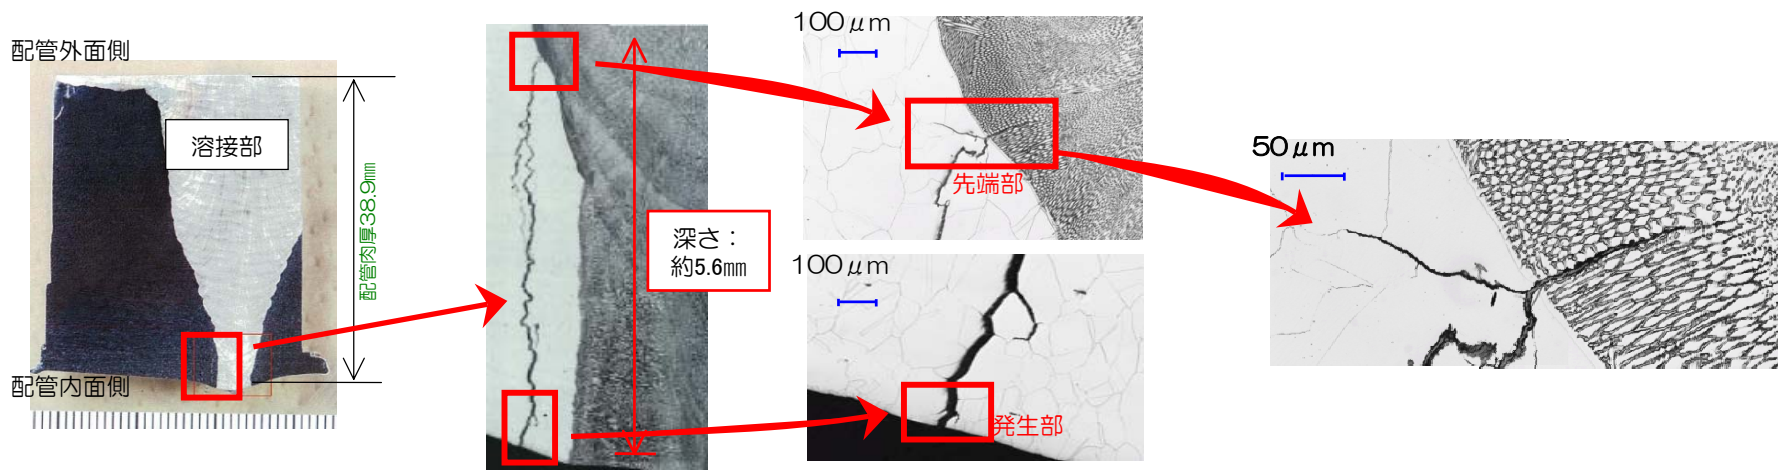 配管外面側
溶接部
配管肉厚38.9㎜
配管内面側
深さ：
約5.6㎜
100μm
先端部
100μm
発生部
50μm